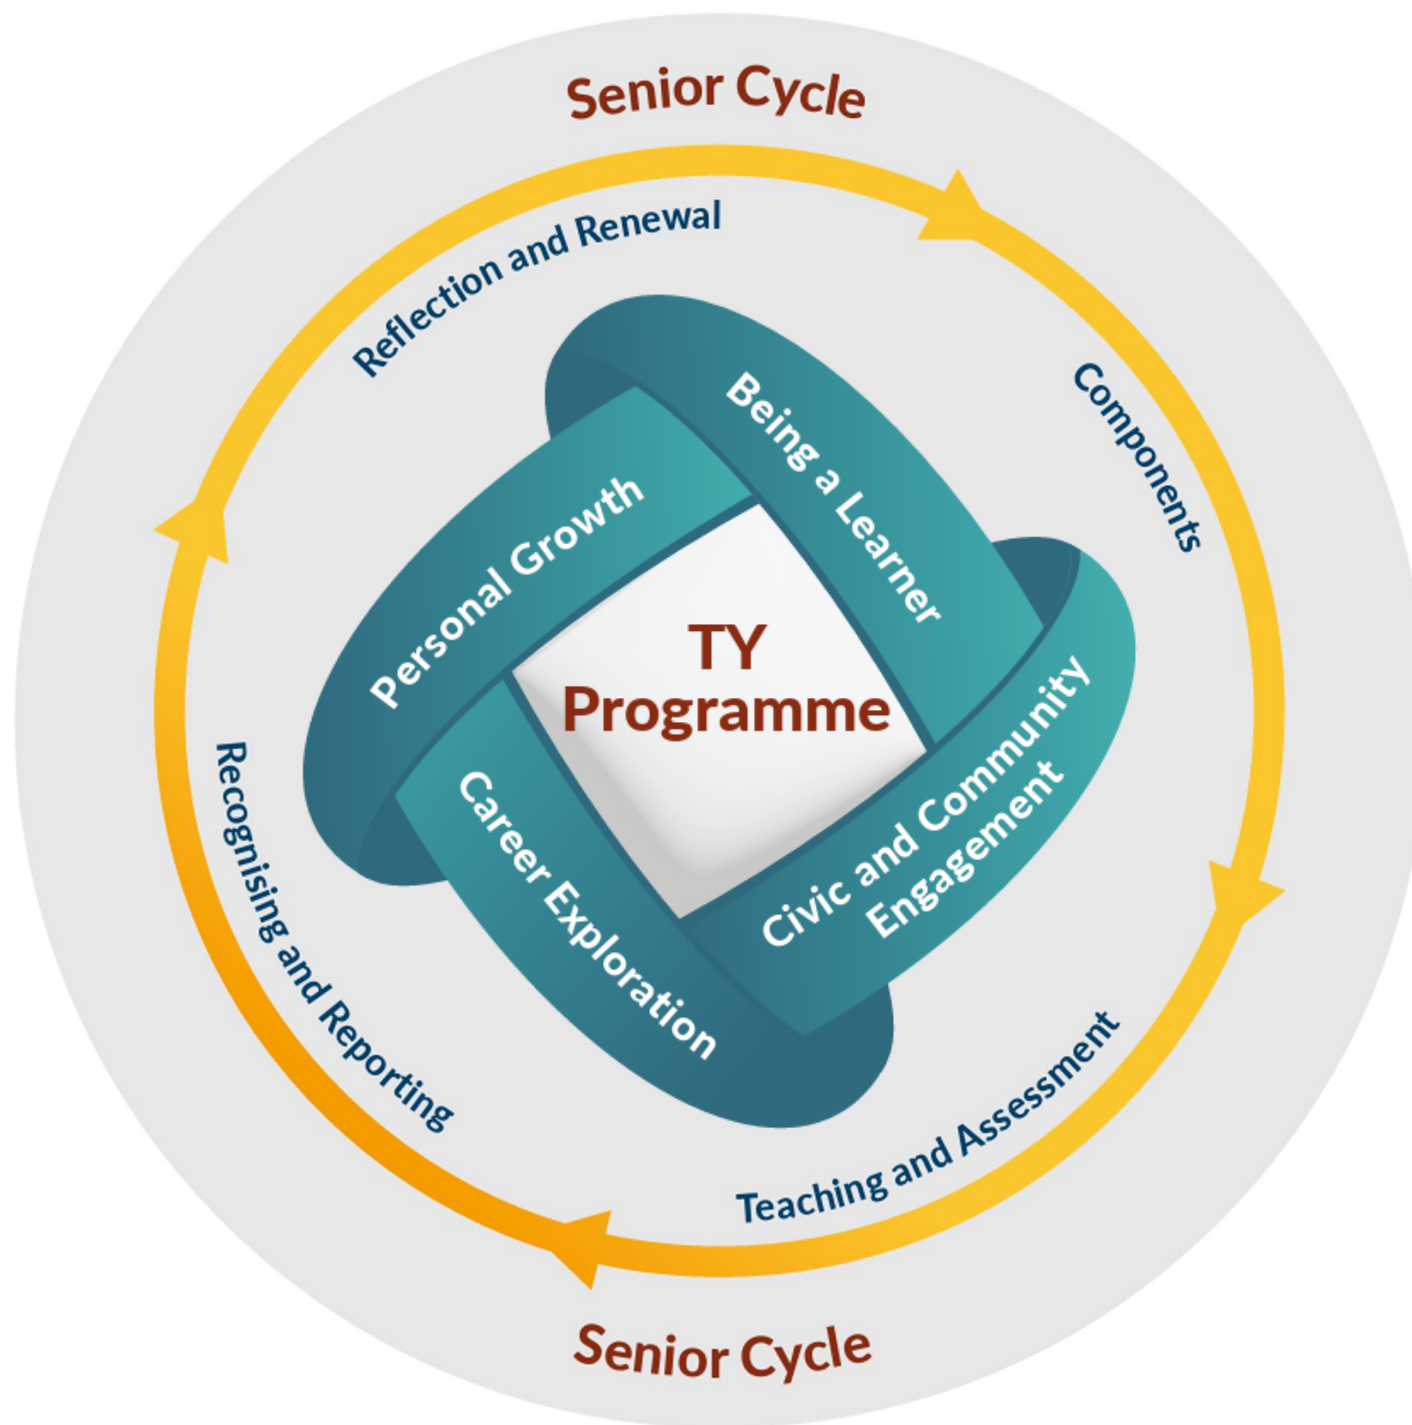 Senior Cycle
Reflection and Renewal
Components
Being a Learner
Personal Growth
TY
Programme
Civic and Community
Engagement
Career Exploration
Recognising and Reporting
Teaching and Assessment
Senior Cycle